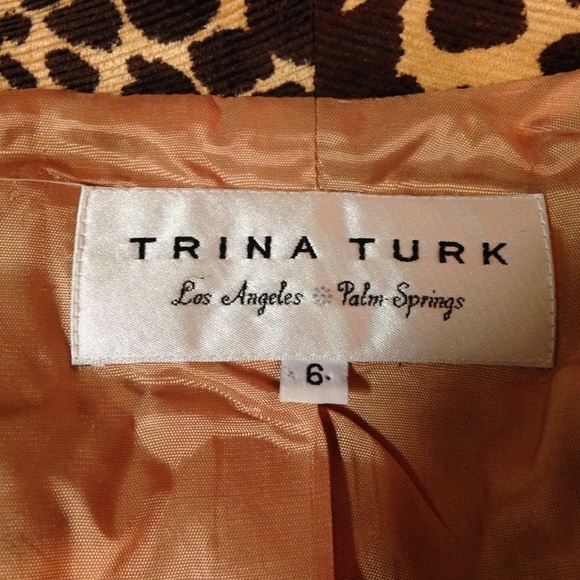 TRINA TURK
Los Angeles ❊ Palm Springs
6